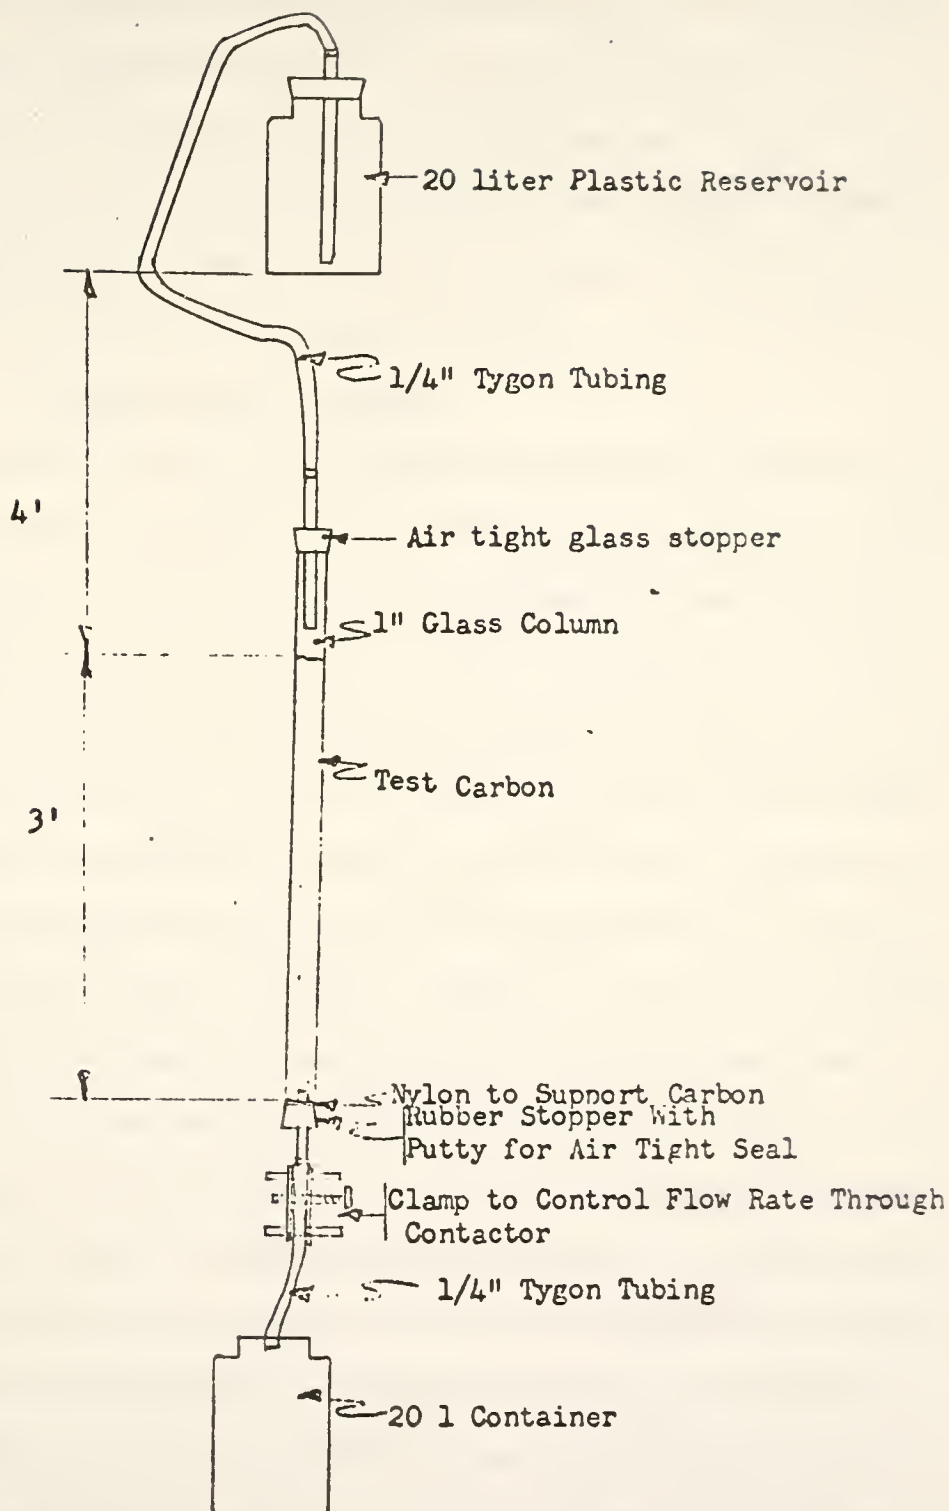 20 liter Plastic Reservoir
1/4" Tygon Tubing
4'
Air tight glass stopper
1" Glass Column
Test Carbon
3'
Nylon to Support Carbon
Rubber Stopper With
Putty for Air Tight Seal
Clamp to Control Flow Rate Through
Contactor
1/4" Tygon Tubing
20 l Container